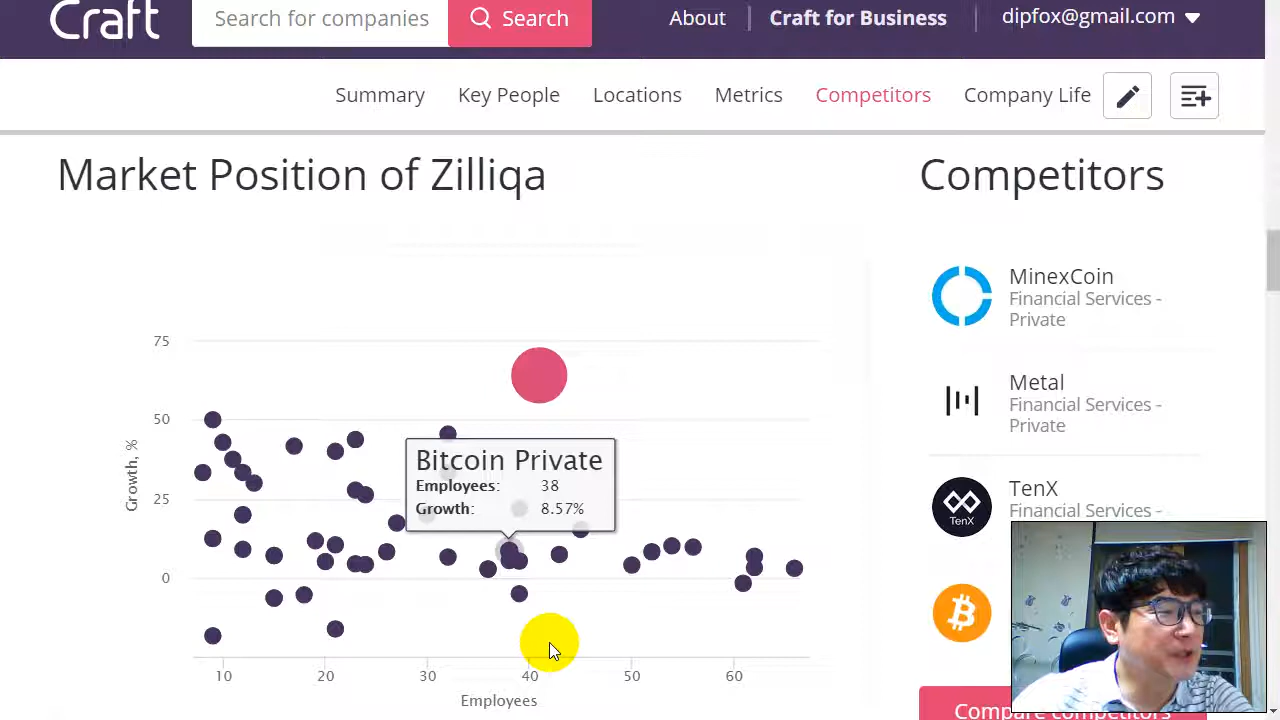 Craft
Search for companies
Search
About
Craft for Business
dipfox@gmail.com
Summary
Key People
Locations
Metrics
Competitors
Company Life
Market Position of Zilliqa
75
50
25
0
Growth, %
Bitcoin Private
Employees: 38
Growth: 8.57%
10 20 30 40 50 60
Employees
Competitors
MinexCoin
Financial Services -
Private
Metal
Financial Services -
Private
TenX
TenX
Financial Services -
Compare competitors